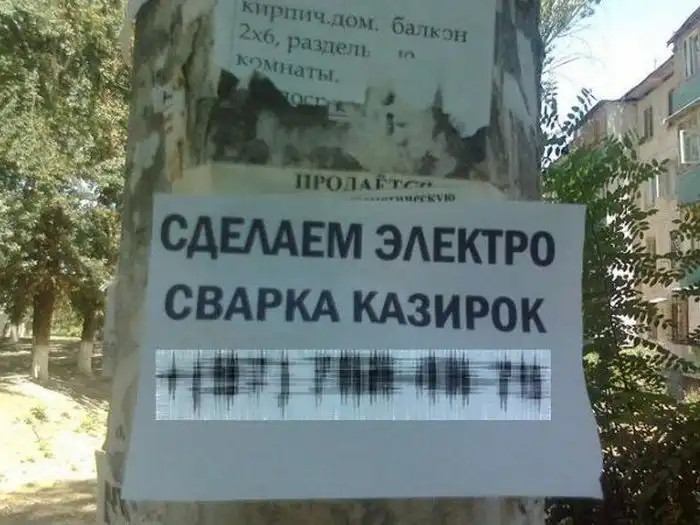 кирпич.дом. балкон
2х6, раздель
комнаты.
ПРОДАЁТСЯ
СДЕЛАЕМ ЭЛЕКТРО
СВАРКА КАЗИРОК